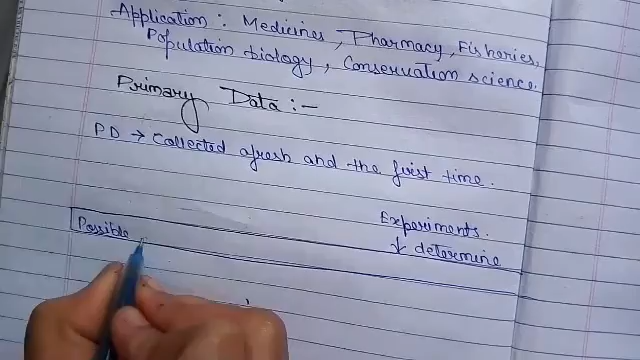 Application : Medicines, Pharmacy, Fisheries,
Population biology, Conservation science.
Primary Data :-
PD → Collected afresh and the first time.
Experiments.
↓ determine
Possible